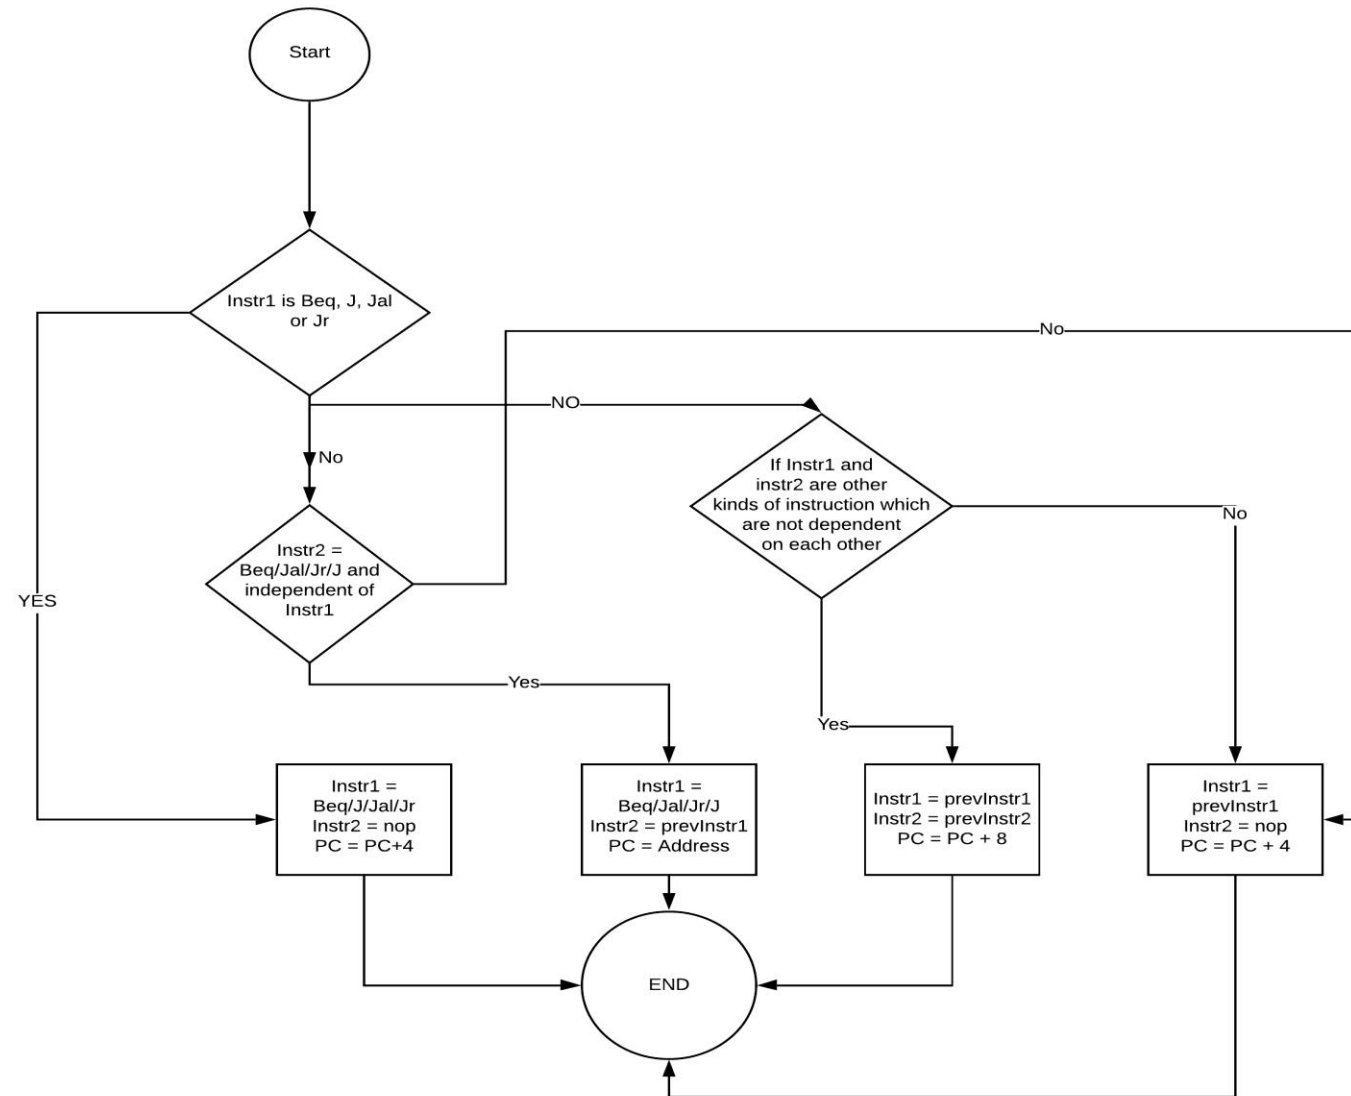 Start
Instr1 is Beq, J, Jal
or Jr
No
NO
No
If Instr1 and
instr2 are other
kinds of instruction which
are not dependent
on each other
No
Instr2 =
Beq/Jal/Jr/J and
independent of
Instr1
YES
Yes
Yes
Instr1 =
Beq/J/Jal/Jr
Instr2 = nop
PC = PC+4
Instr1 =
Beq/Jal/Jr/J
Instr2 = prevInstr1
PC = Address
Instr1 = prevInstr1
Instr2 = prevInstr2
PC = PC + 8
Instr1 =
prevInstr1
Instr2 = nop
PC = PC + 4
END